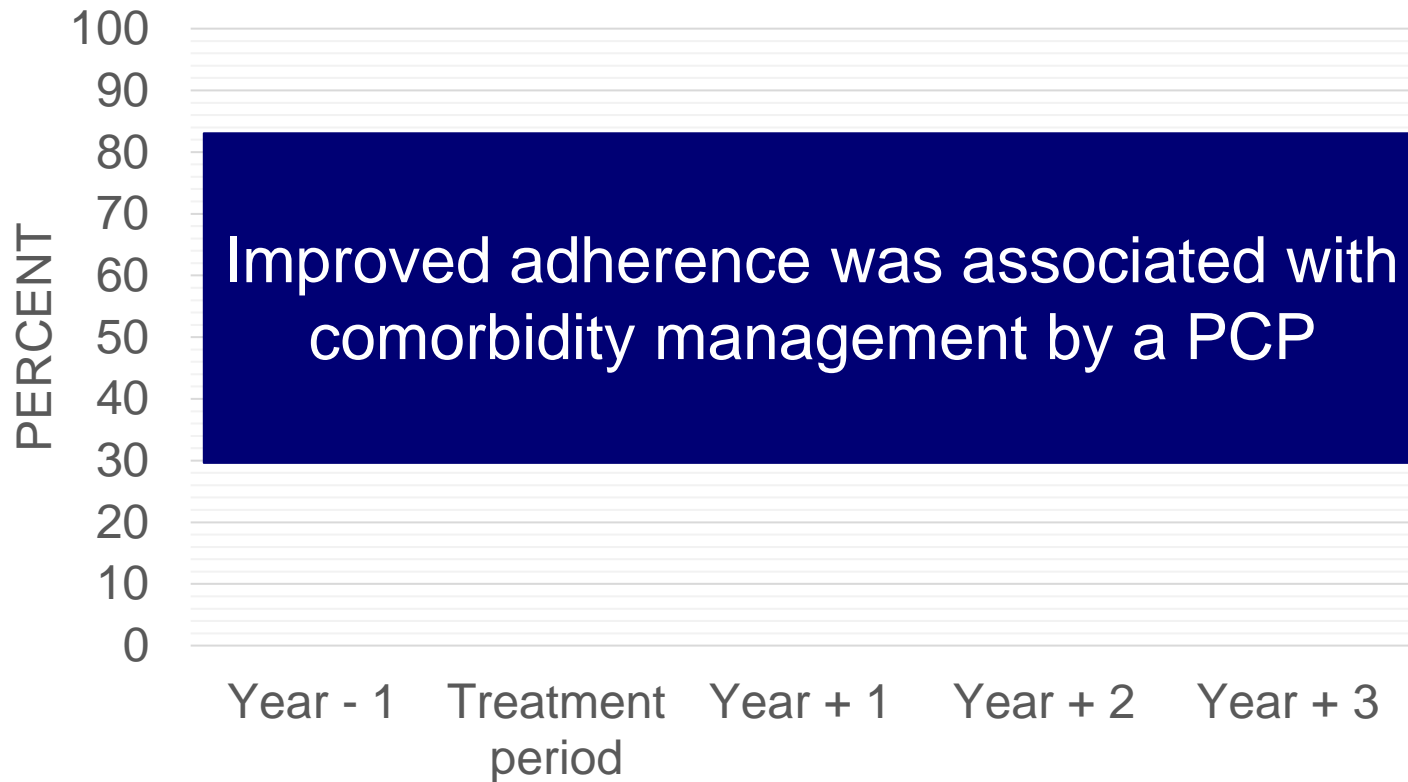 100
90
80
70
60
50
40
30
20
10
0
PERCENT
Improved adherence was associated with
comorbidity management by a PCP
Year - 1
Treatment
period
Year + 1
Year + 2
Year + 3